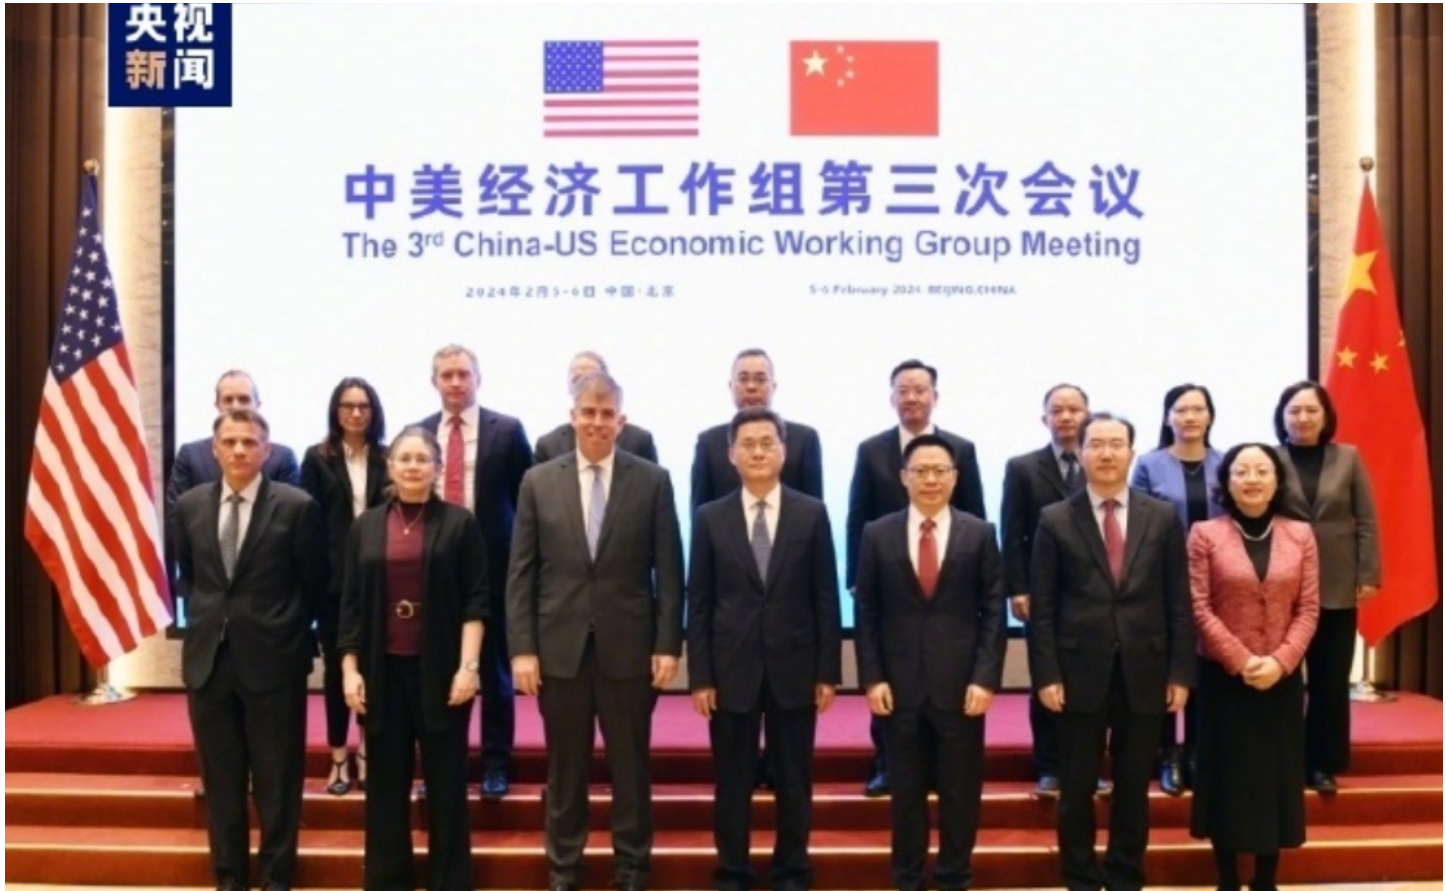 央视
新闻
中美经济工作组第三次会议
The 3rd China-US Economic Working Group Meeting
2024年2月5-6日 中国·北京
5-6 February 2024 BEIJING,CHINA